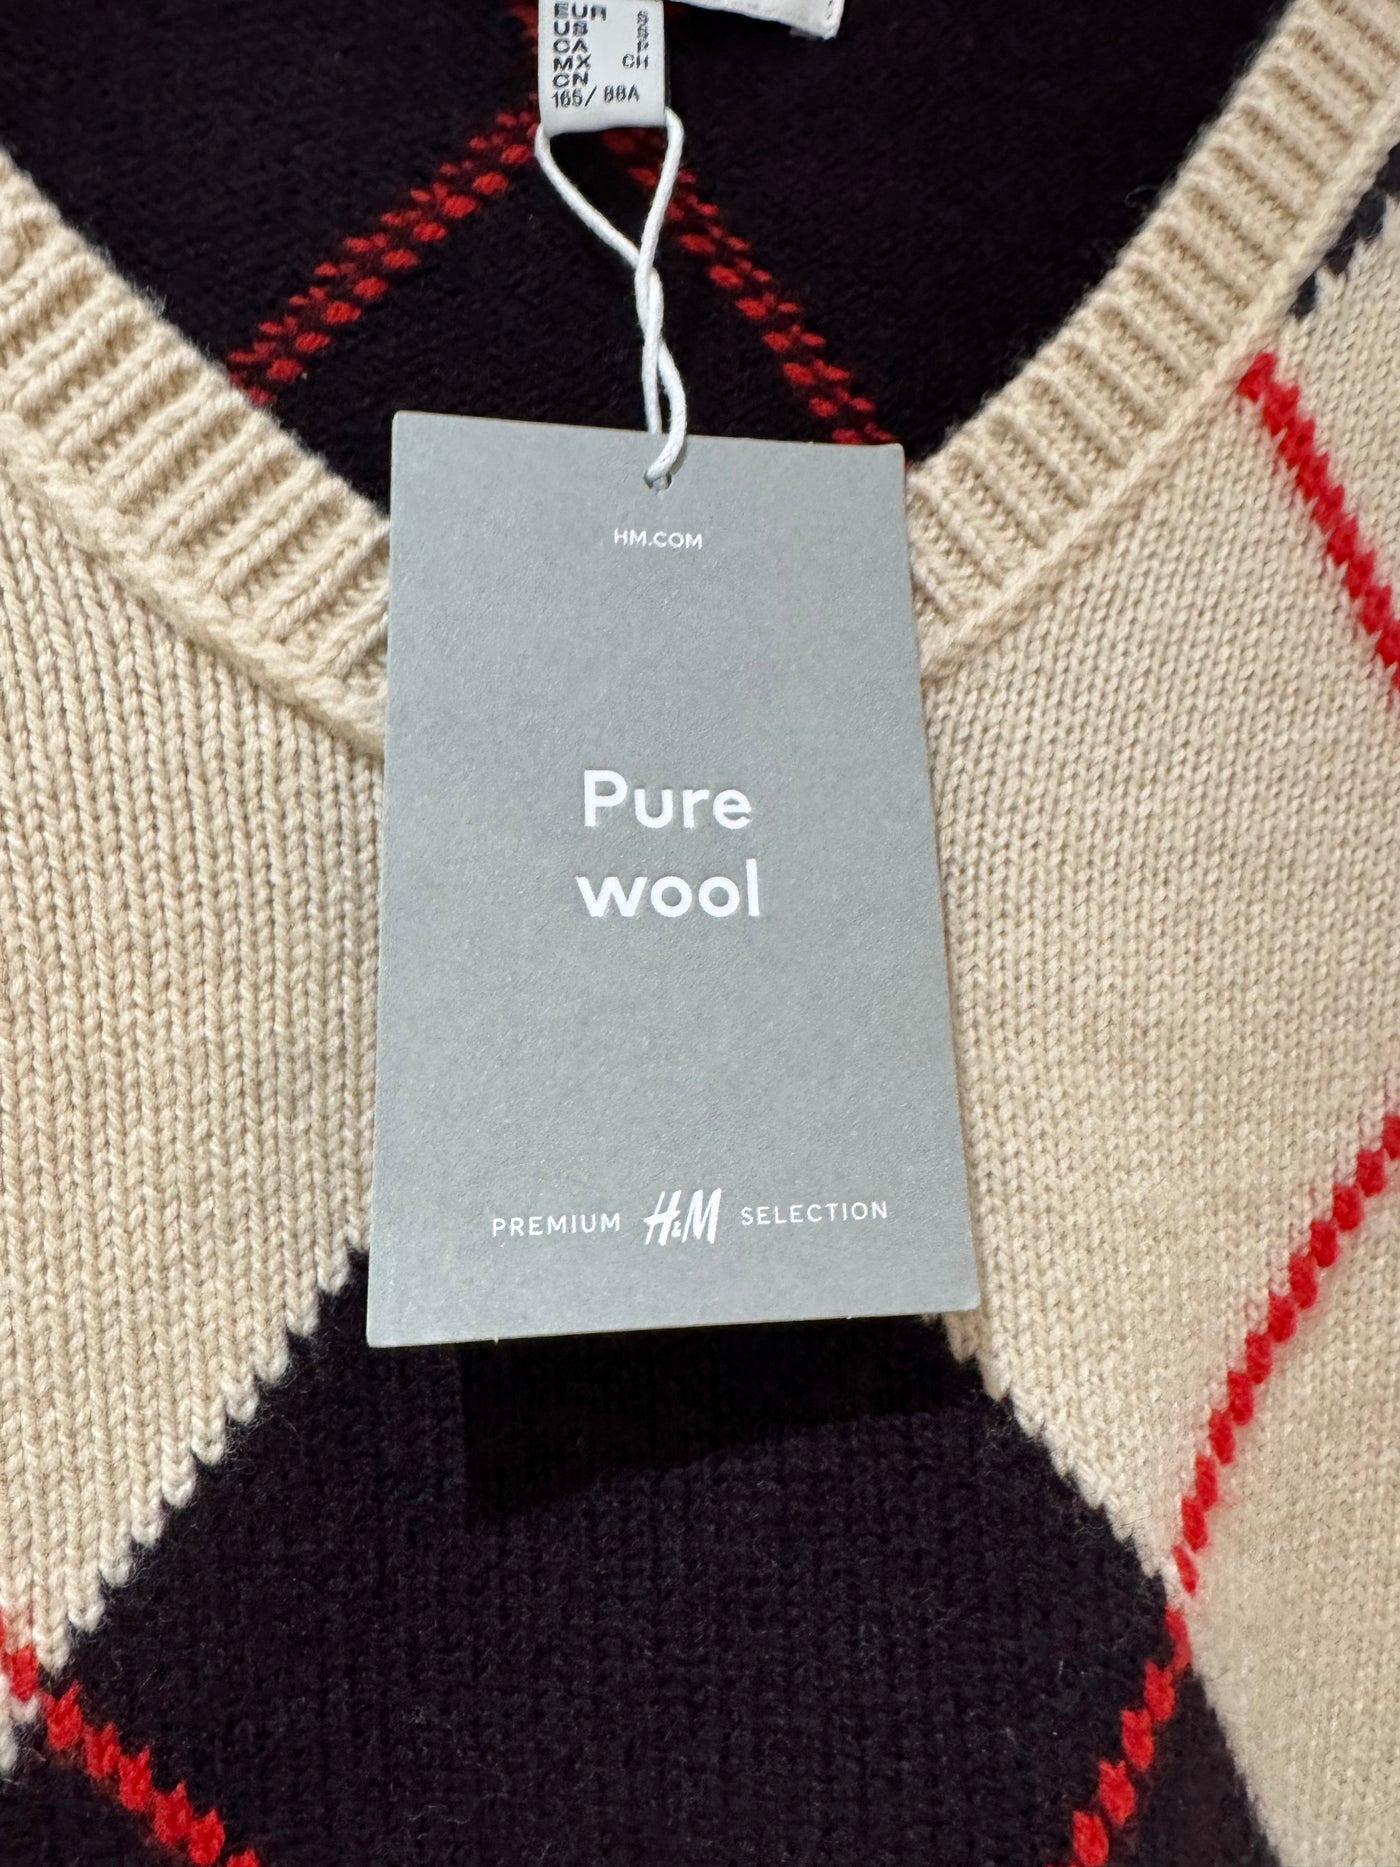 EUR S
US S
CA P
MX CH
CN
165/88A
HM.COM
Pure
wool
PREMIUM H&M SELECTION